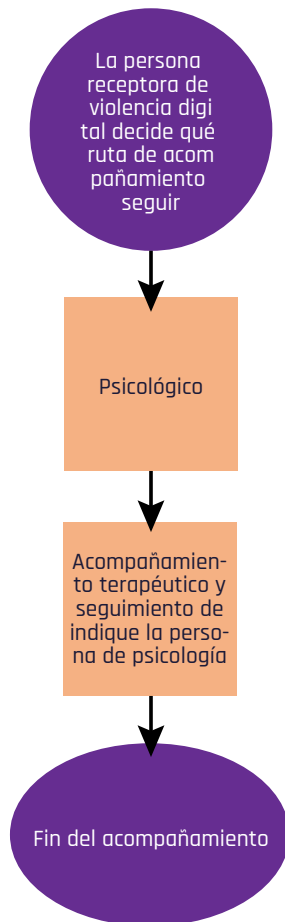 La persona
receptora de
violencia digi
tal decide qué
ruta de acom
pañamiento
seguir
Psicológico
Acompañamien-
to terapéutico y
seguimiento de
indique la perso-
na de psicología
Fin del acompañamiento